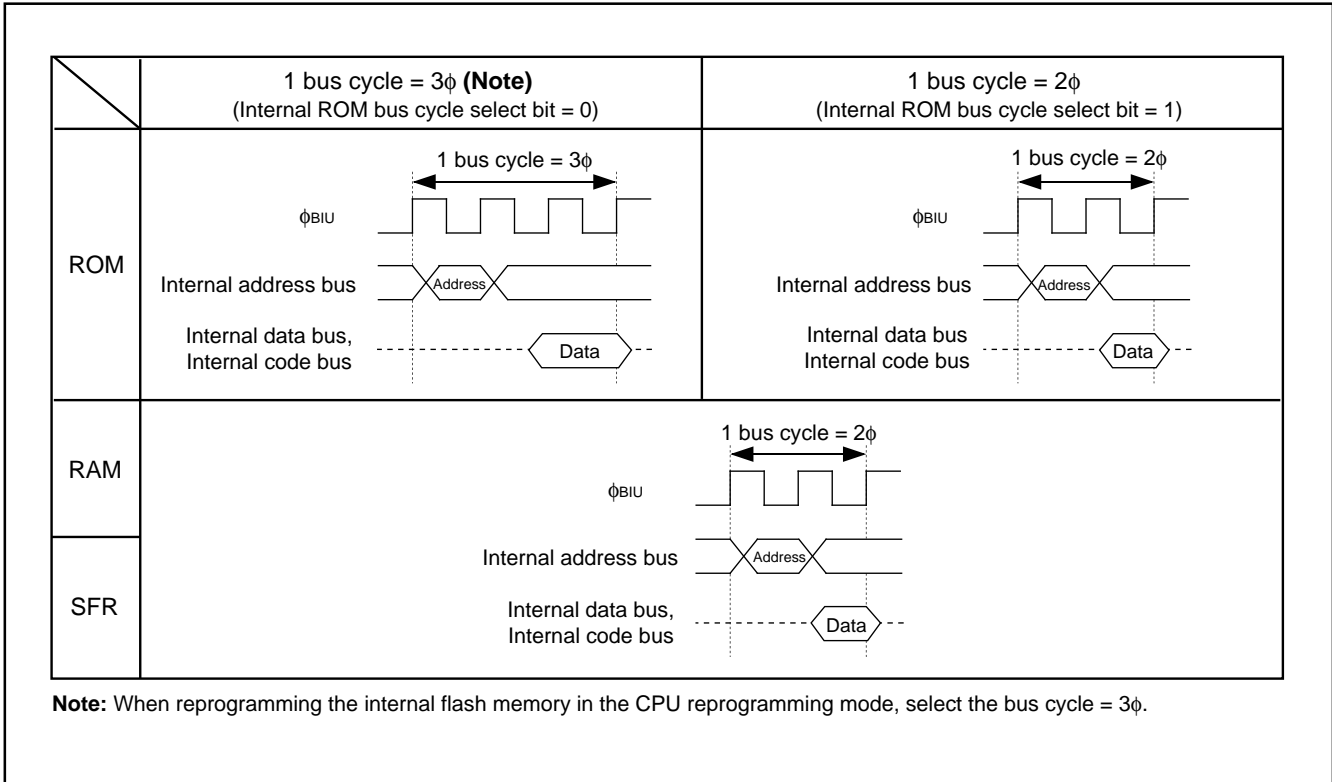 1 bus cycle = 3ϕ (Note)
(Internal ROM bus cycle select bit = 0)
1 bus cycle = 2ϕ
(Internal ROM bus cycle select bit = 1)
ROM
1 bus cycle = 3ϕ
ϕBIU
Internal address bus
Address
Internal data bus,
Internal code bus
Data
1 bus cycle = 2ϕ
ϕBIU
Internal address bus
Address
Internal data bus
Internal code bus
Data
RAM
SFR
1 bus cycle = 2ϕ
ϕBIU
Internal address bus
Address
Internal data bus,
Internal code bus
Data
Note: When reprogramming the internal flash memory in the CPU reprogramming mode, select the bus cycle = 3ϕ.